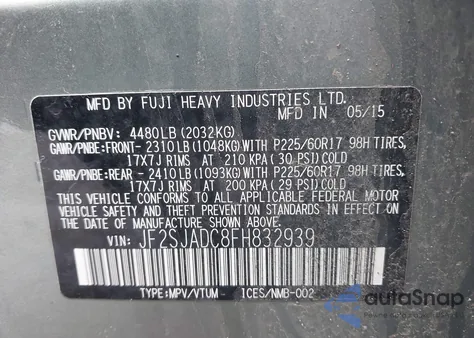 MFD BY FUJI HEAVY INDUSTRIES LTD.
MFD IN 05/15
GVWR/PNBV: 4480LB (2032KG)
GAWR/PNBE:FRONT- 2310LB(1048KG)WITH P225/60R17 98H TIRES,
17X7J RIMS AT 210 KPA( 30 PSI)COLD
GAWR/PNBE:REAR - 2410LB(1093KG)WITH P225/60R17 98H TIRES,
17X7J RIMS AT 200 KPA( 29 PSI)COLD
THIS VEHICLE CONFORMS TO ALL APPLICABLE FEDERAL MOTOR
VEHICLE SAFETY AND BUMPER STANDARDS IN EFFECT ON THE
DATE OF MANUFACTURE SHOWN ABOVE.
VIN: JF2SJADC8FH832939
TYPE:MPV/VTUM ICES/NMB-002
autoSnap